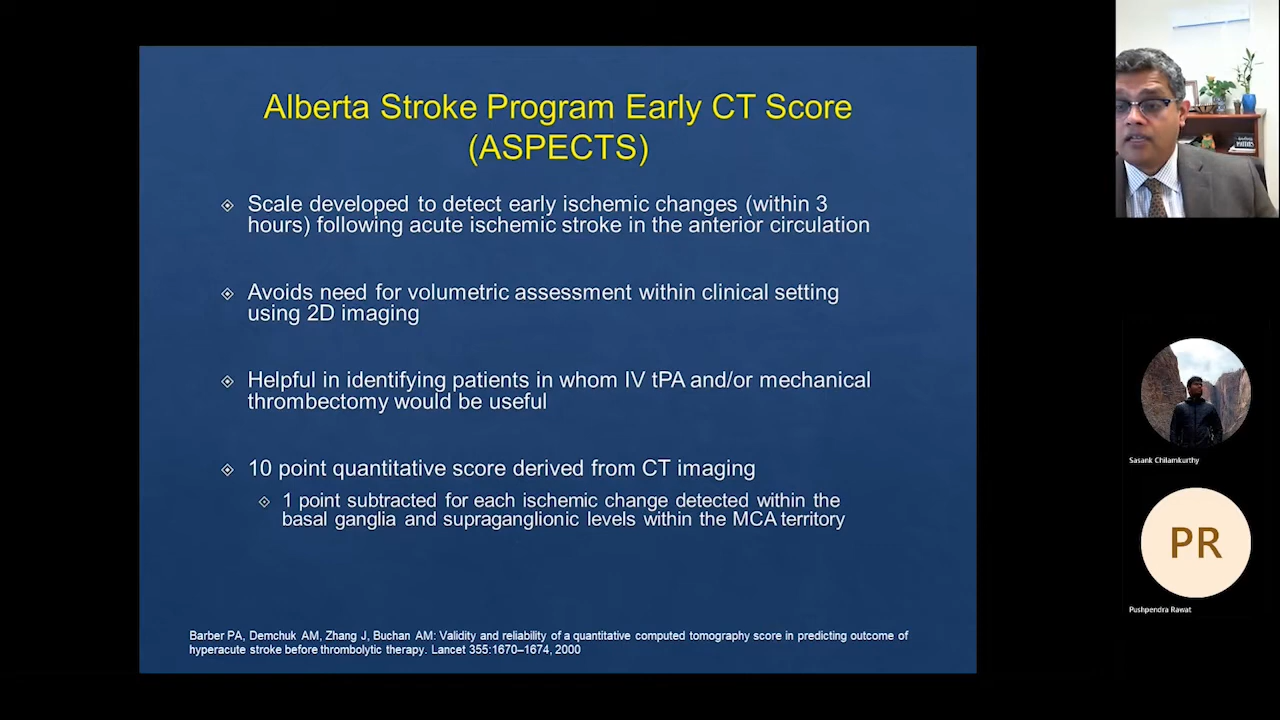 Alberta Stroke Program Early CT Score
(ASPECTS)
Scale developed to detect early ischemic changes (within 3
hours) following acute ischemic stroke in the anterior circulation
Avoids need for volumetric assessment within clinical setting
using 2D imaging
Helpful in identifying patients in whom IV tPA and/or mechanical
thrombectomy would be useful
10 point quantitative score derived from CT imaging
1 point subtracted for each ischemic change detected within the
basal ganglia and supraganglionic levels within the MCA territory
Barber PA, Demchuk AM, Zhang J, Buchan AM: Validity and reliability of a quantitative computed tomography score in predicting outcome of
hyperacute stroke before thrombolytic therapy. Lancet 355:1670–1674, 2000
Sasank Chilamkurthy
PR
Pushpendra Rawat